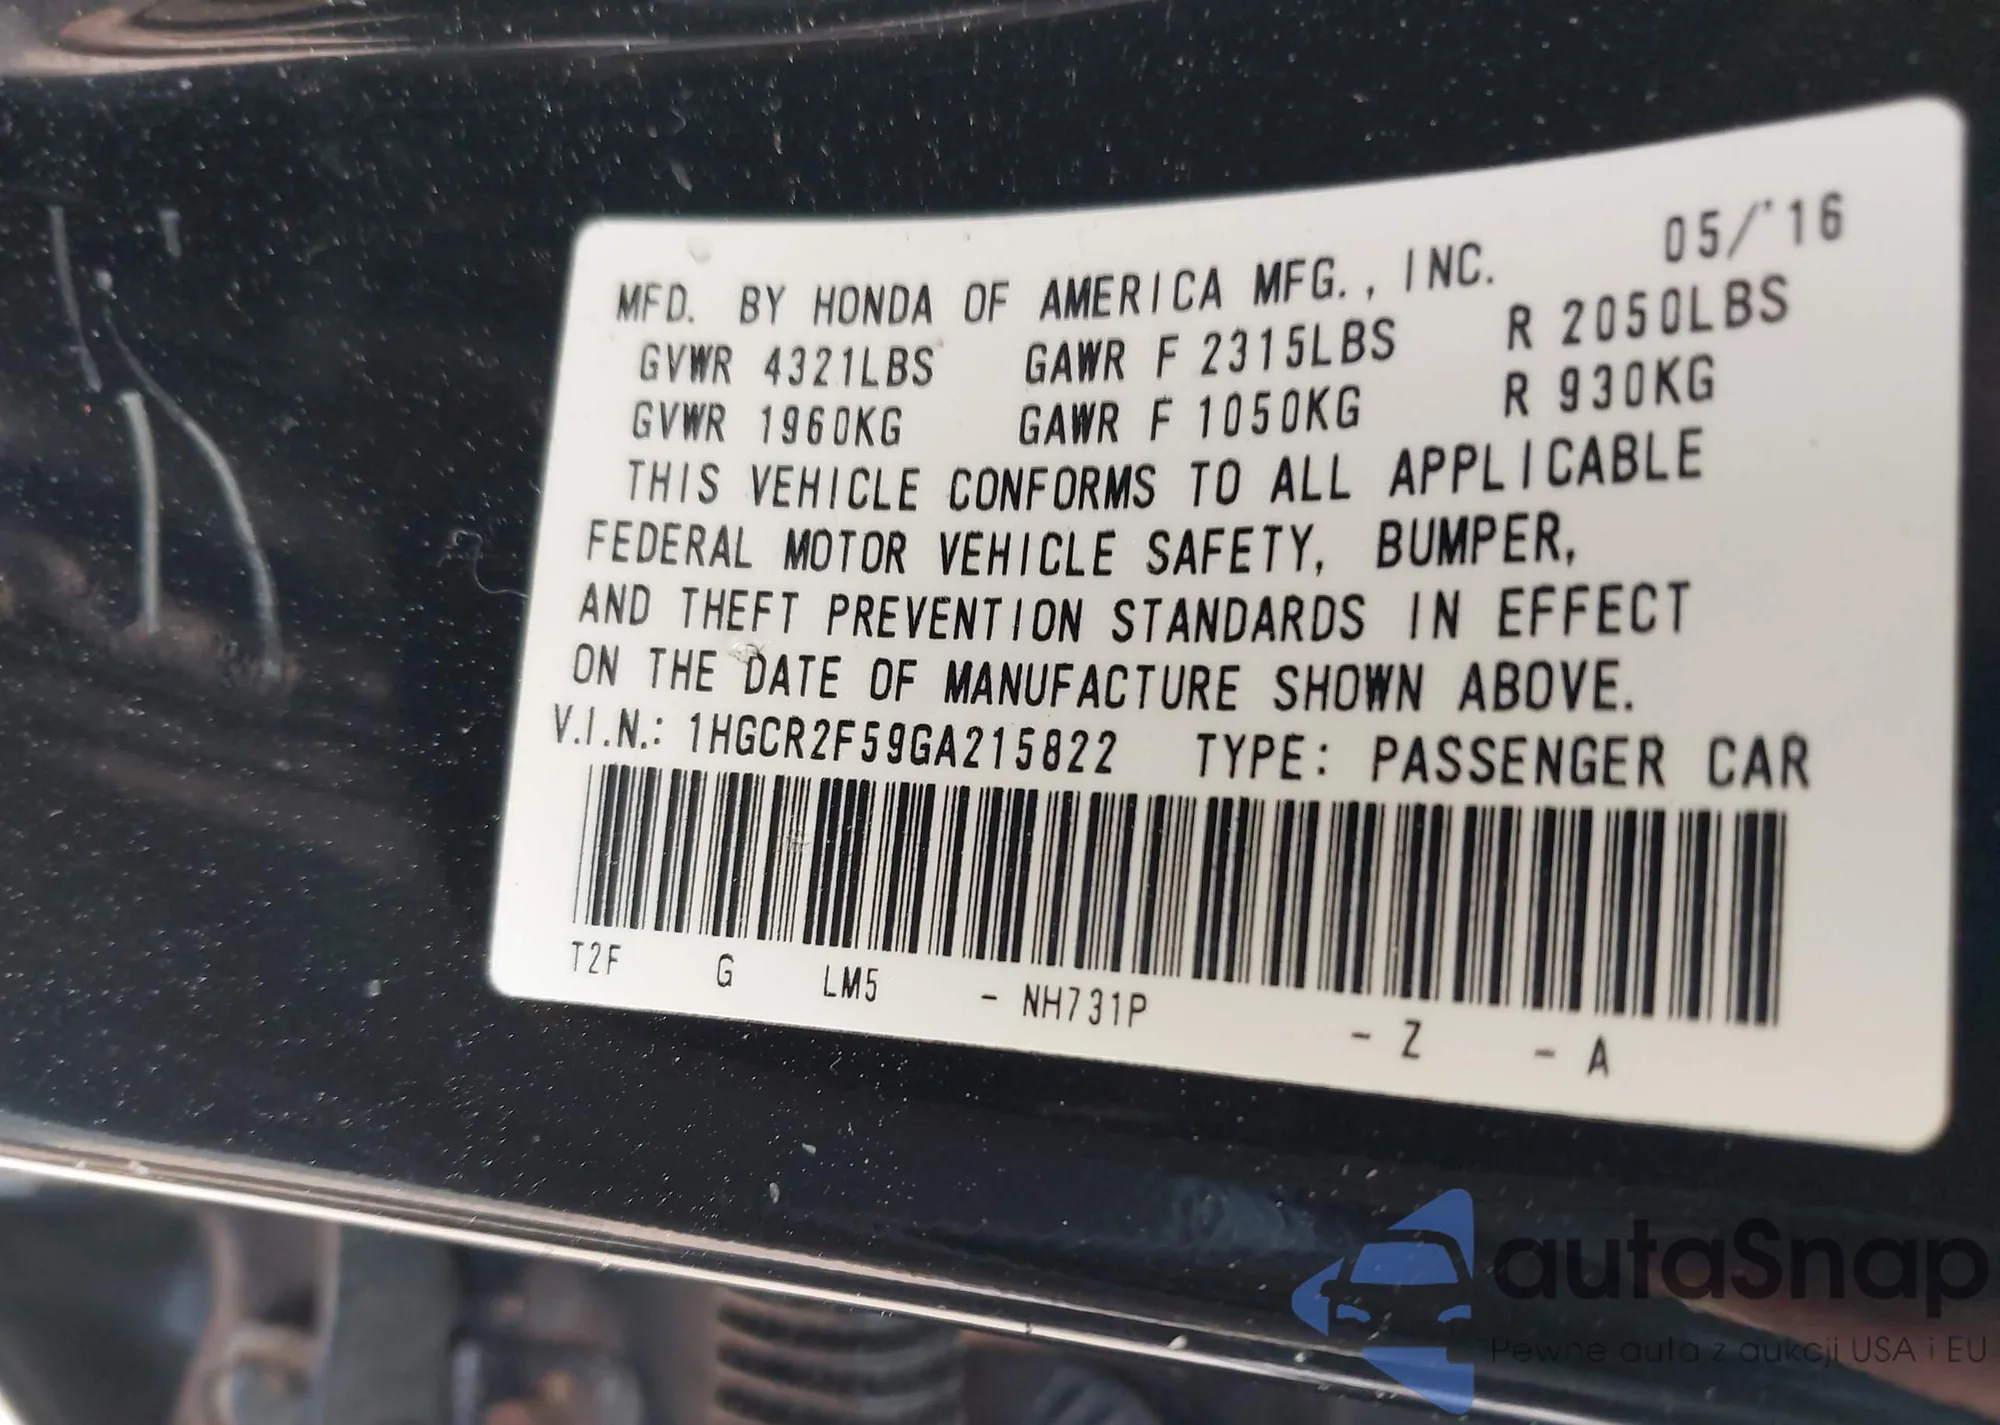 05/'16
MFD. BY HONDA OF AMERICA MFG., INC.
GVWR 4321LBS GAWR F 2315LBS R 2050LBS
GVWR 1960KG GAWR F 1050KG R 930KG
THIS VEHICLE CONFORMS TO ALL APPLICABLE
FEDERAL MOTOR VEHICLE SAFETY, BUMPER,
AND THEFT PREVENTION STANDARDS IN EFFECT
ON THE DATE OF MANUFACTURE SHOWN ABOVE.
V.I.N.: 1HGCR2F59GA215822 TYPE: PASSENGER CAR
T2F G LM5 - NH731P - Z - A
autaSnap
Pewne auta z aukcji USA i EU